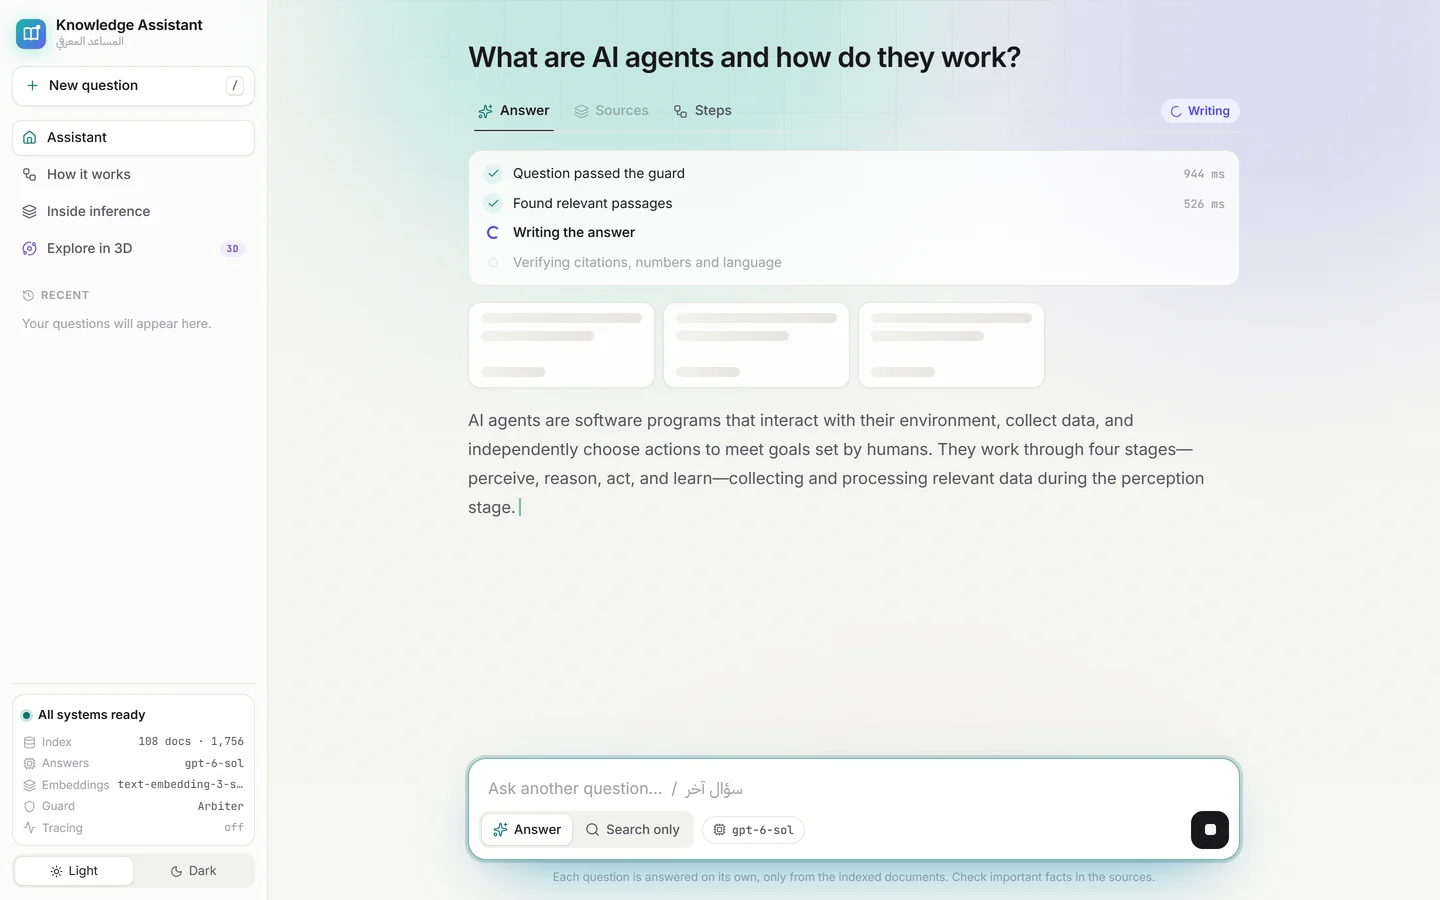 Knowledge Assistant
المساعد المعرفي
New question /
Assistant
How it works
Inside inference
Explore in 3D 3D
RECENT
Your questions will appear here.
All systems ready
Index 108 docs · 1,756
Answers gpt-6-sol
Embeddings text-embedding-3-s…
Guard Arbiter
Tracing off
Light Dark
What are AI agents and how do they work?
Answer Sources Steps Writing
Question passed the guard 944 ms
Found relevant passages 526 ms
Writing the answer
Verifying citations, numbers and language
AI agents are software programs that interact with their environment, collect data, and
independently choose actions to meet goals set by humans. They work through four stages—
perceive, reason, act, and learn—collecting and processing relevant data during the perception
stage.
Ask another question... / سؤال آخر
Answer Search only gpt-6-sol
Each question is answered on its own, only from the indexed documents. Check important facts in the sources.